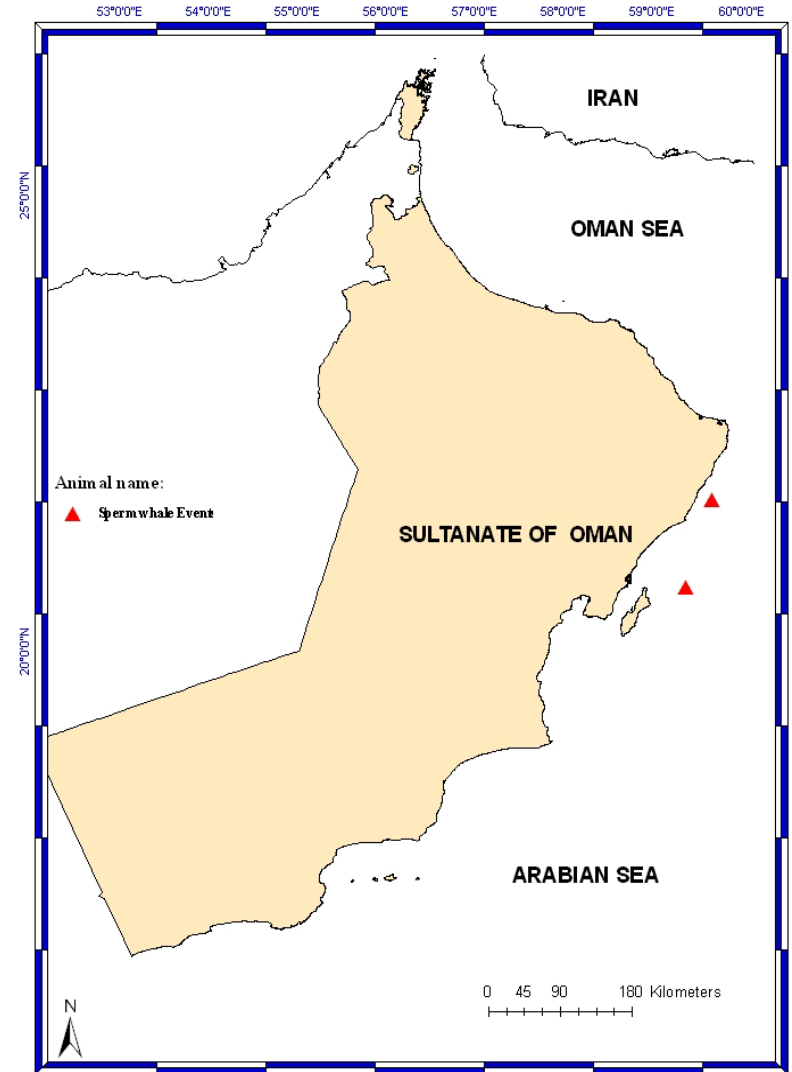 53°0'0"E 54°0'0"E 55°0'0"E 56°0'0"E 57°0'0"E 58°0'0"E 59°0'0"E 60°0'0"E
IRAN
25°0'0"N
OMAN SEA
Animal name:
Sperm whale Event
SULTANATE OF OMAN
20°0'0"N
ARABIAN SEA
0 45 90 180 Kilometers
N